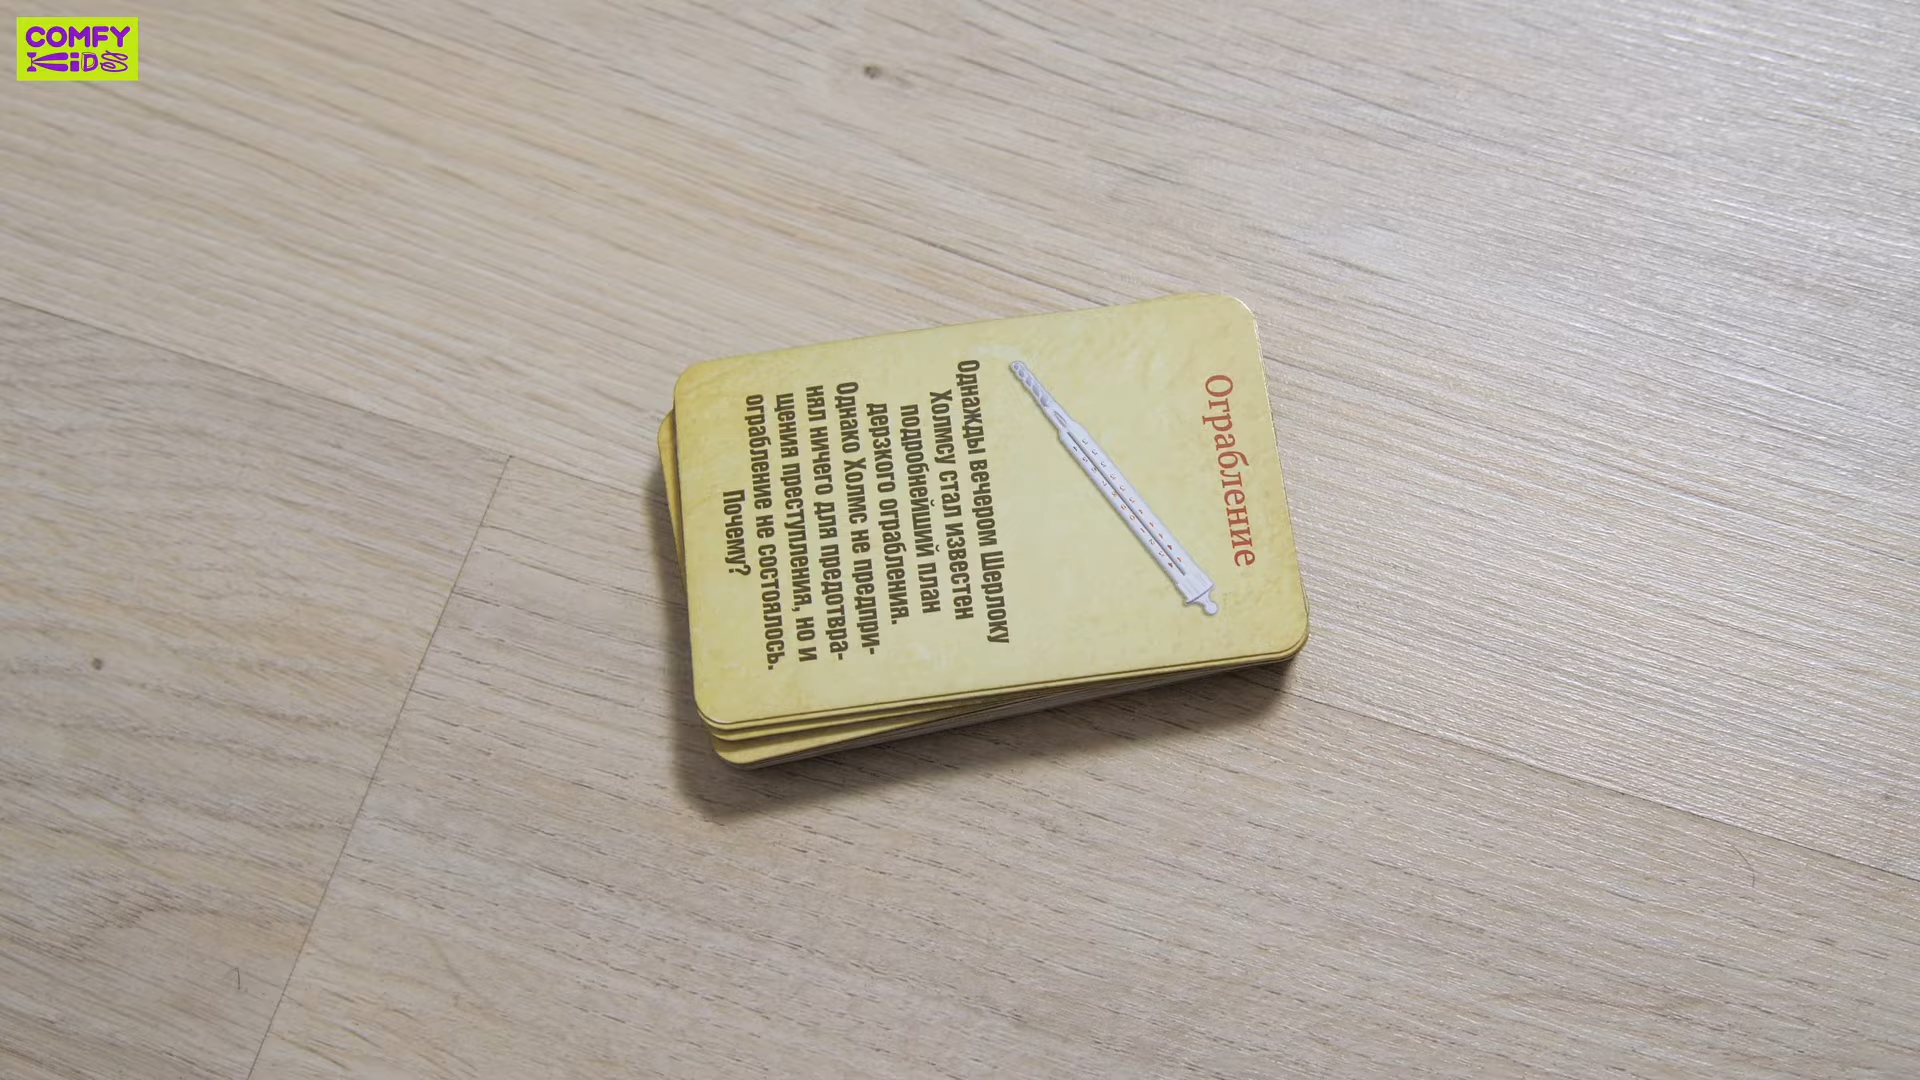 COMFY
KiDS
Ограбление
Однажды вечером Шерлоку
Холмсу стал известен
подробнейший план
дерзкого ограбления.
Однако Холмс не предпри-
нял ничего для предотвра-
щения преступления, но и
ограбление не состоялось.
Почему?